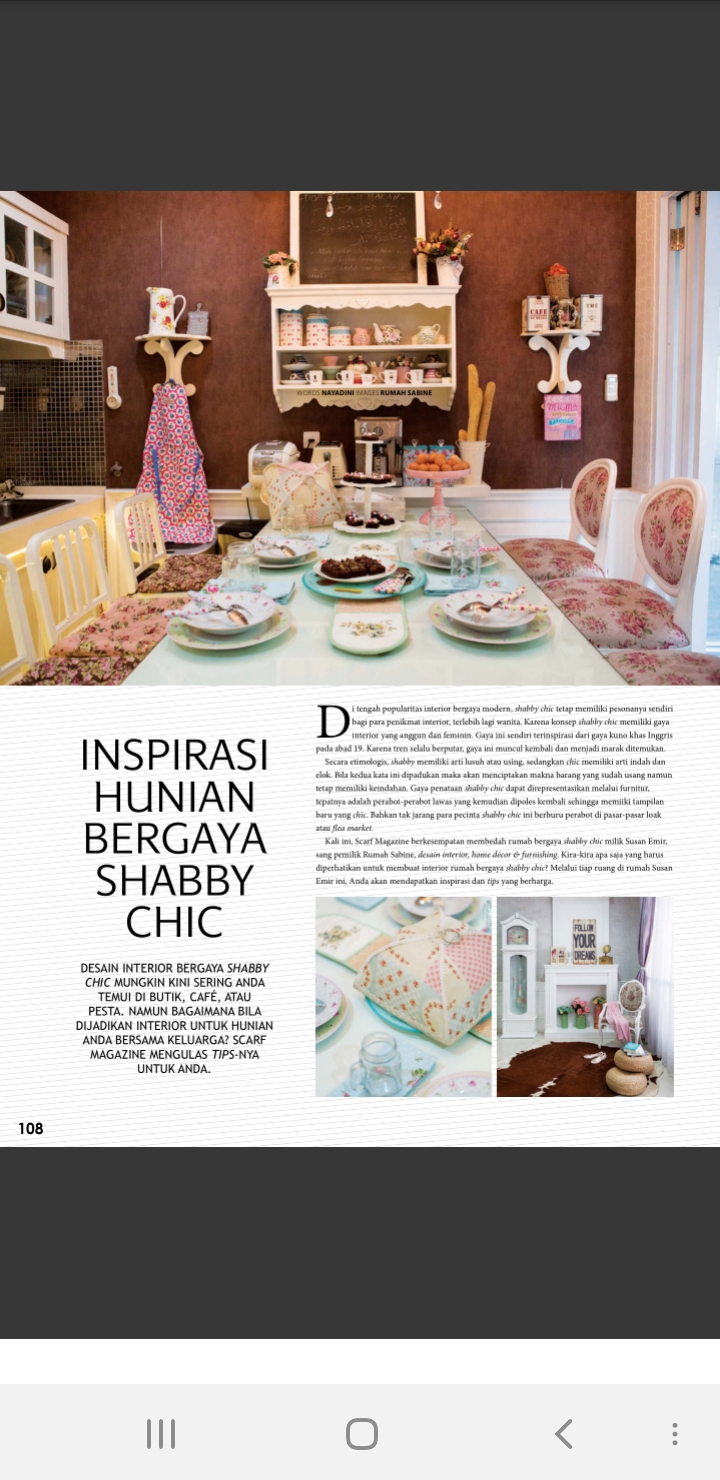 CAFÉ
THÉ
WORDS NAYADINI IMAGES RUMAH SABINE
INSPIRASI
HUNIAN
BERGAYA
SHABBY
CHIC
DESAIN INTERIOR BERGAYA SHABBY
CHIC MUNGKIN KINI SERING ANDA
TEMUI DI BUTIK, CAFÉ, ATAU
PESTA. NAMUN BAGAIMANA BILA
DIJADIKAN INTERIOR UNTUK HUNIAN
ANDA BERSAMA KELUARGA? SCARF
MAGAZINE MENGULAS TIPS-NYA
UNTUK ANDA.
Di tengah popularitas interior bergaya modern, shabby chic tetap memiliki pesonanya sendiri
bagi para penikmat interior, terlebih lagi wanita. Karena konsep shabby chic memiliki gaya
interior yang anggun dan feminin. Gaya ini sendiri terinspirasi dari gaya kuno khas Inggris
pada abad 19. Karena tren selalu berputar, gaya ini muncul kembali dan menjadi marak ditemukan.
Secara etimologis, shabby memiliki arti lusuh atau using, sedangkan chic memiliki arti indah dan
elok. Bila kedua kata ini dipadukan maka akan menciptakan makna barang yang sudah usang namun
tetap memiliki keindahan. Gaya penataan shabby chic dapat direpresentasikan melalui furnitur,
tepatnya adalah perabot-perabot lawas yang kemudian dipoles kembali sehingga memiiki tampilan
baru yang chic. Bahkan tak jarang para pecinta shabby chic ini berburu perabot di pasar-pasar loak
atau flea market.
Kali ini, Scarf Magazine berkesempatan membedah rumah bergaya shabby chic milik Susan Emir,
sang pemilik Rumah Sabine, desain interior, home décor & furnishing. Kira-kira apa saja yang harus
diperhatikan untuk membuat interior rumah bergaya shabby chic? Melalui tiap ruang di rumah Susan
Emir ini, Anda akan mendapatkan inspirasi dan tips yang berharga.
FOLLOW
YOUR
DREAMS
108